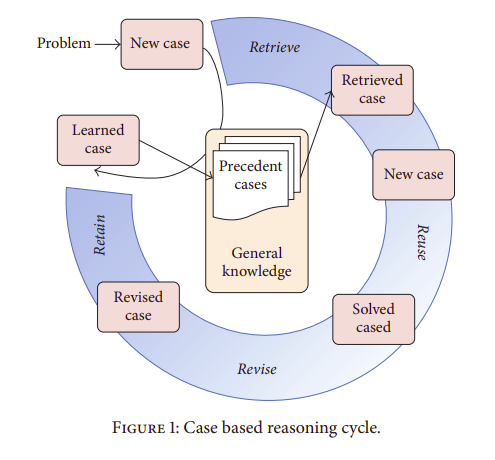 Problem
New case
Retrieve
Retrieved
case
Learned
case
Precedent
cases
New case
Retain
Reuse
General
knowledge
Revised
case
Solved
cased
Revise
FIGURE 1: Case based reasoning cycle.